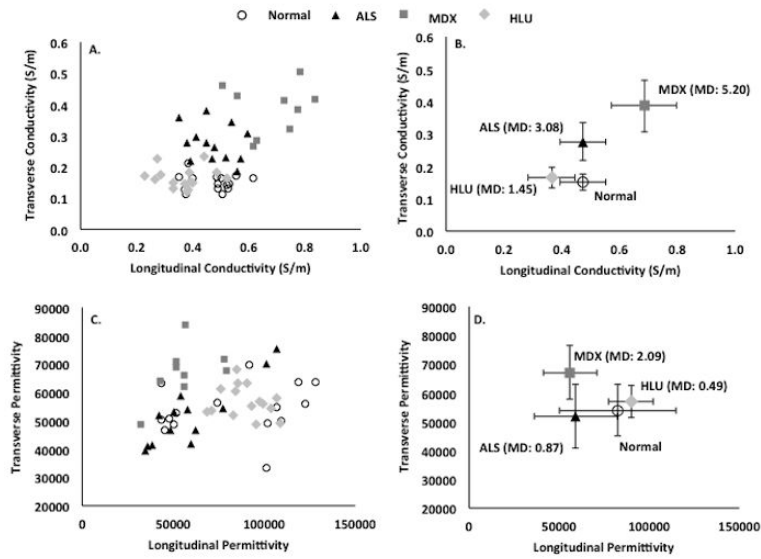 Normal ALS MDX HLU
A.
Transverse Conductivity (S/m)
0.6
0.5
0.4
0.3
0.2
0.1
0.0
0.0 0.2 0.4 0.6 0.8 1.0
Longitudinal Conductivity (S/m)
B.
Transverse Conductivity (S/m)
0.6
0.5
0.4
0.3
0.2
0.1
0.0
MDX (MD: 5.20)
ALS (MD: 3.08)
HLU (MD: 1.45)
Normal
0.0 0.2 0.4 0.6 0.8 1.0
Longitudinal Conductivity (S/m)
C.
Transverse Permittivity
90000
80000
70000
60000
50000
40000
30000
20000
0 50000 100000 150000
Longitudinal Permittivity
D.
Transverse Permittivity
90000
80000
70000
60000
50000
40000
30000
20000
MDX (MD: 2.09)
HLU (MD: 0.49)
ALS (MD: 0.87)
Normal
0 50000 100000 150000
Longitudinal Permittivity